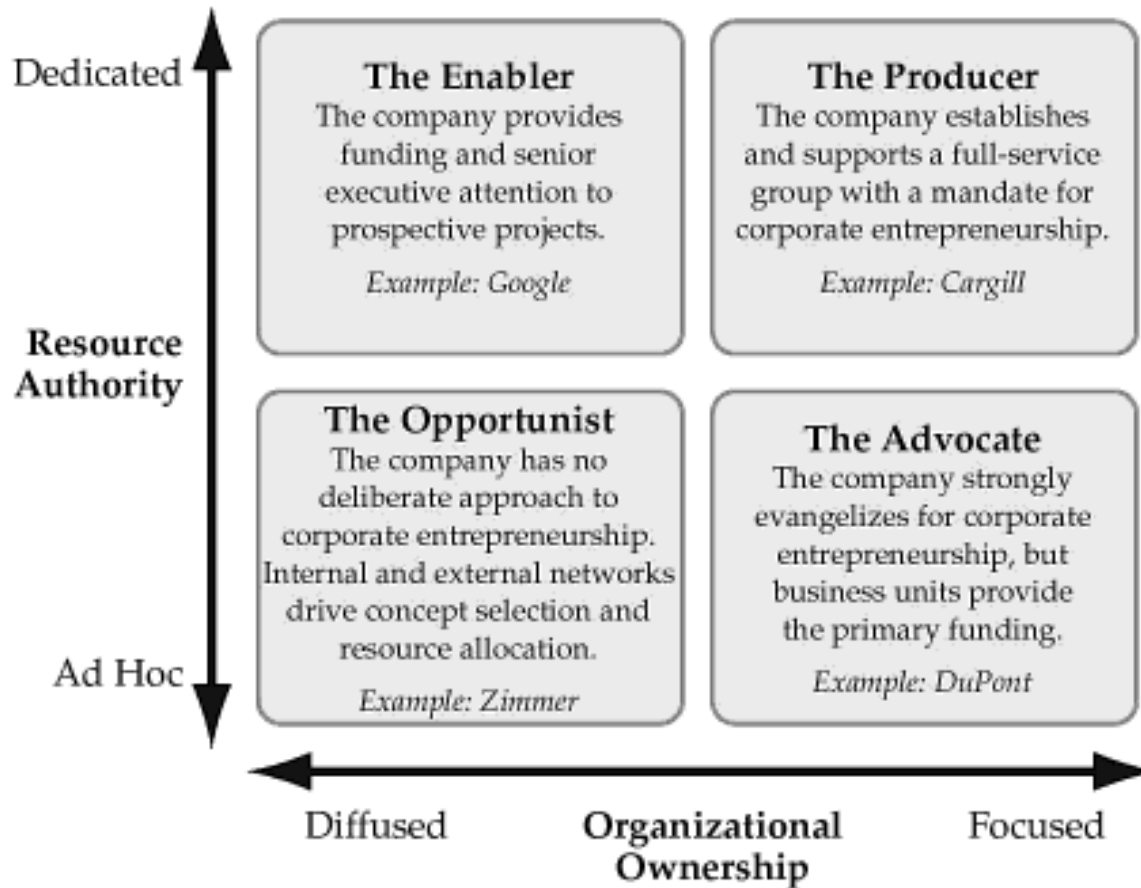 Dedicated
Resource
Authority
Ad Hoc
The Enabler
The company provides
funding and senior
executive attention to
prospective projects.
Example: Google
The Producer
The company establishes
and supports a full-service
group with a mandate for
corporate entrepreneurship.
Example: Cargill
The Opportunist
The company has no
deliberate approach to
corporate entrepreneurship.
Internal and external networks
drive concept selection and
resource allocation.
Example: Zimmer
The Advocate
The company strongly
evangelizes for corporate
entrepreneurship, but
business units provide
the primary funding.
Example: DuPont
Diffused
Organizational
Ownership
Focused